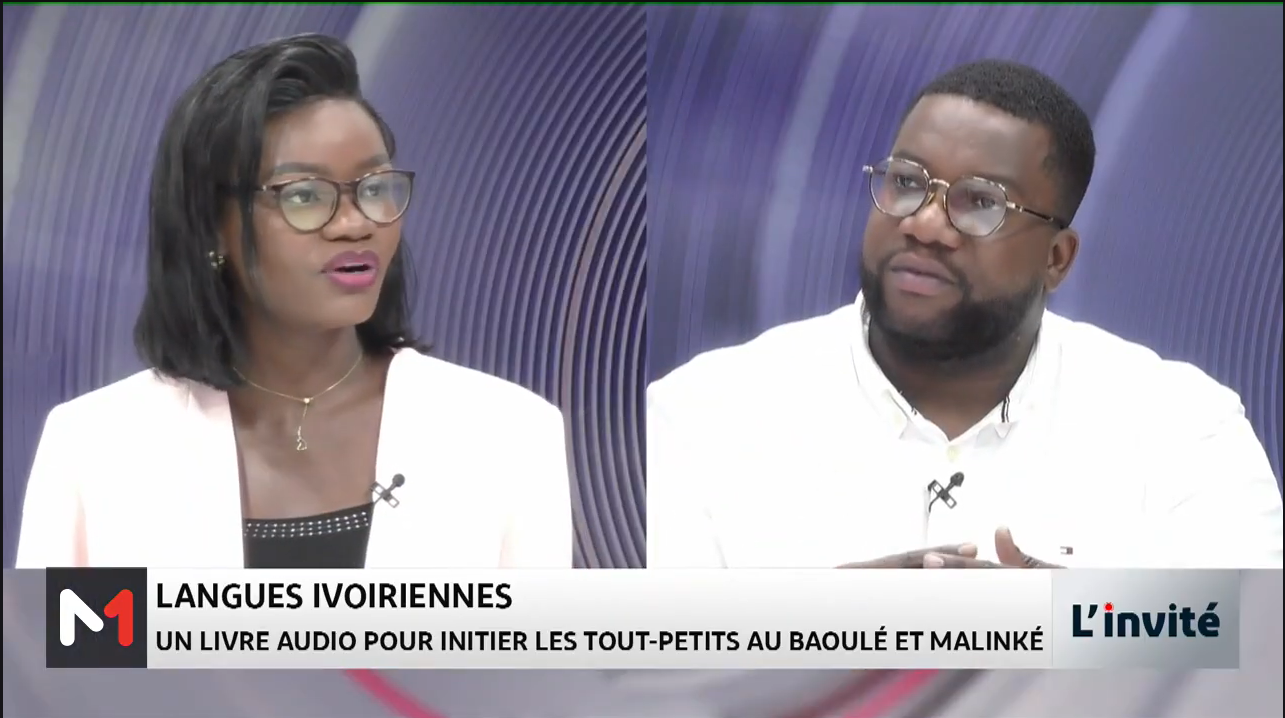 M1
LANGUES IVOIRIENNES
UN LIVRE AUDIO POUR INITIER LES TOUT-PETITS AU BAOULÉ ET MALINKÉ
L'invité